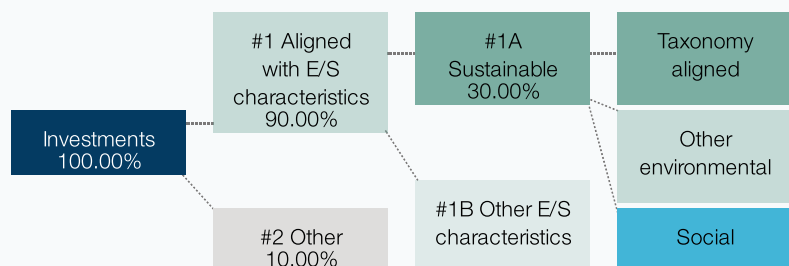 Investments
100.00%
#1 Aligned
with E/S
characteristics
90.00%
#2 Other
10.00%
#1A
Sustainable
30.00%
#1B Other E/S
characteristics
Taxonomy
aligned
Other
environmental
Social